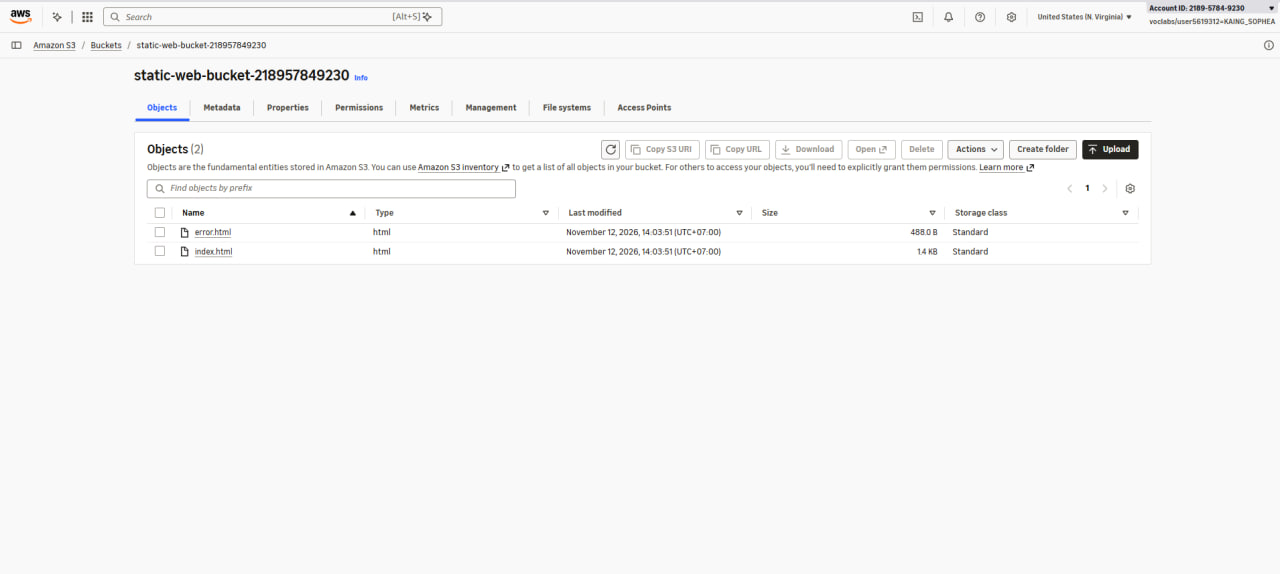 aws
Search [Alt+S]
United States (N. Virginia)
Account ID: 2189-5784-9230
voclabs/user5619312=KAING_SOPHEA
Amazon S3 / Buckets / static-web-bucket-218957849230
static-web-bucket-218957849230 Info
Objects Metadata Properties Permissions Metrics Management File systems Access Points
Objects (2) Copy S3 URI Copy URL Download Open Delete Actions Create folder Upload
Objects are the fundamental entities stored in Amazon S3. You can use Amazon S3 inventory to get a list of all objects in your bucket. For others to access your objects, you'll need to explicitly grant them permissions. Learn more
Find objects by prefix 1
Name Type Last modified Size Storage class
error.html html November 12, 2026, 14:03:51 (UTC+07:00) 488.0 B Standard
index.html html November 12, 2026, 14:03:51 (UTC+07:00) 1.4 KB Standard